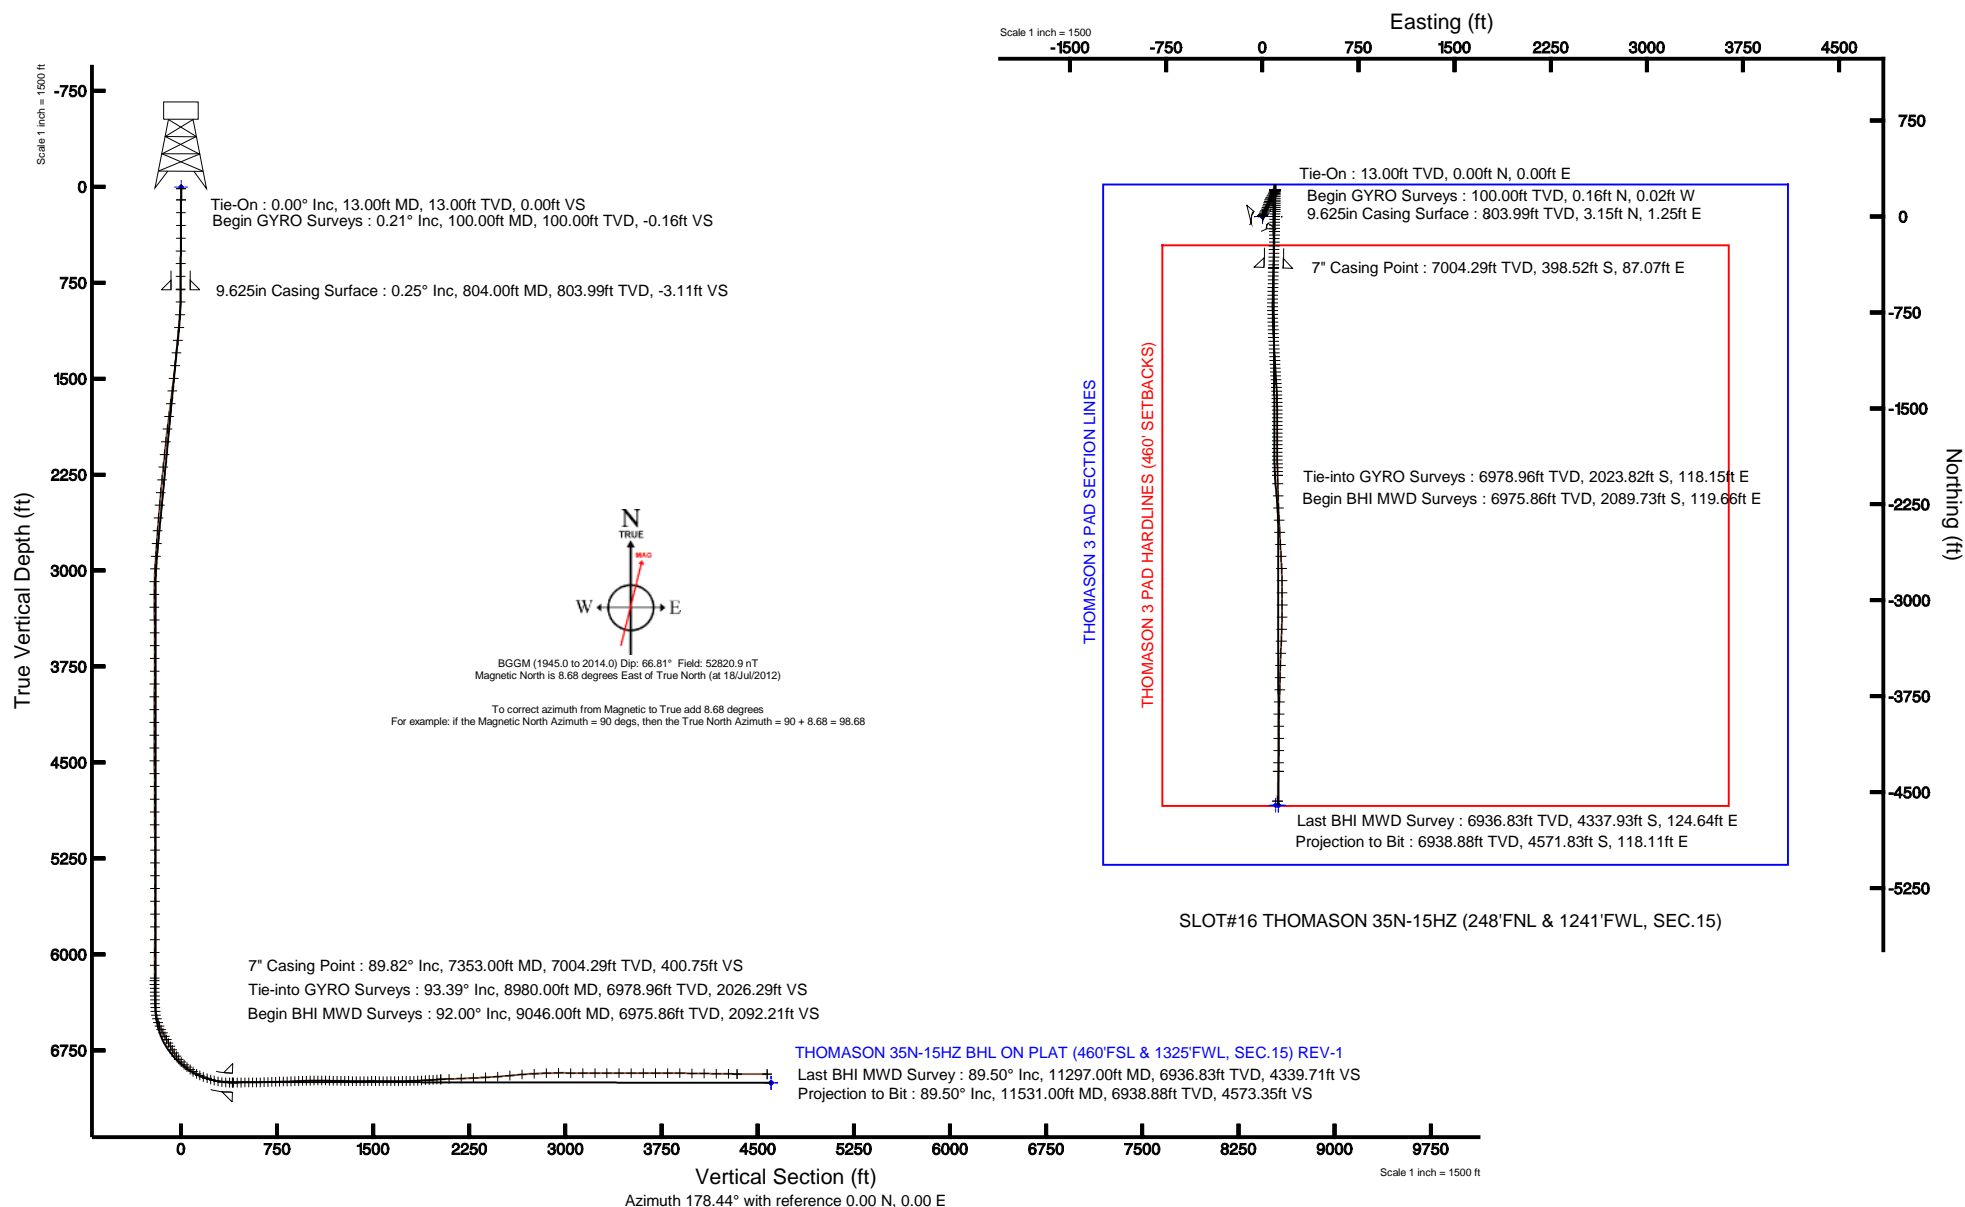 Scale 1 inch = 1500 ft
True Vertical Depth (ft)
-750
0
750
1500
2250
3000
3750
4500
5250
6000
6750
Tie-On : 0.00° Inc, 13.00ft MD, 13.00ft TVD, 0.00ft VS
Begin GYRO Surveys : 0.21° Inc, 100.00ft MD, 100.00ft TVD, -0.16ft VS
9.625in Casing Surface : 0.25° Inc, 804.00ft MD, 803.99ft TVD, -3.11ft VS
N
TRUE
MAG
W
E
BGGM (1945.0 to 2014.0) Dip: 66.81° Field: 52820.9 nT
Magnetic North is 8.68 degrees East of True North (at 18/Jul/2012)
To correct azimuth from Magnetic to True add 8.68 degrees
For example: if the Magnetic North Azimuth = 90 degs, then the True North Azimuth = 90 + 8.68 = 98.68
7" Casing Point : 89.82° Inc, 7353.00ft MD, 7004.29ft TVD, 400.75ft VS
Tie-into GYRO Surveys : 93.39° Inc, 8980.00ft MD, 6978.96ft TVD, 2026.29ft VS
Begin BHI MWD Surveys : 92.00° Inc, 9046.00ft MD, 6975.86ft TVD, 2092.21ft VS
THOMASON 35N-15HZ BHL ON PLAT (460'FSL & 1325'FWL, SEC.15) REV-1
Last BHI MWD Survey : 89.50° Inc, 11297.00ft MD, 6936.83ft TVD, 4339.71ft VS
Projection to Bit : 89.50° Inc, 11531.00ft MD, 6938.88ft TVD, 4573.35ft VS
0 750 1500 2250 3000 3750 4500 5250 6000 6750 7500 8250 9000 9750
Vertical Section (ft)
Scale 1 inch = 1500 ft
Azimuth 178.44° with reference 0.00 N, 0.00 E
Easting (ft)
Scale 1 inch = 1500
-1500 -750 0 750 1500 2250 3000 3750 4500
750
0
-750
-1500
-2250
-3000
-3750
-4500
-5250
Northing (ft)
Tie-On : 13.00ft TVD, 0.00ft N, 0.00ft E
Begin GYRO Surveys : 100.00ft TVD, 0.16ft N, 0.02ft W
9.625in Casing Surface : 803.99ft TVD, 3.15ft N, 1.25ft E
7" Casing Point : 7004.29ft TVD, 398.52ft S, 87.07ft E
THOMASON 3 PAD SECTION LINES
THOMASON 3 PAD HARDLINES (460' SETBACKS)
Tie-into GYRO Surveys : 6978.96ft TVD, 2023.82ft S, 118.15ft E
Begin BHI MWD Surveys : 6975.86ft TVD, 2089.73ft S, 119.66ft E
Last BHI MWD Survey : 6936.83ft TVD, 4337.93ft S, 124.64ft E
Projection to Bit : 6938.88ft TVD, 4571.83ft S, 118.11ft E
SLOT#16 THOMASON 35N-15HZ (248'FNL & 1241'FWL, SEC.15)